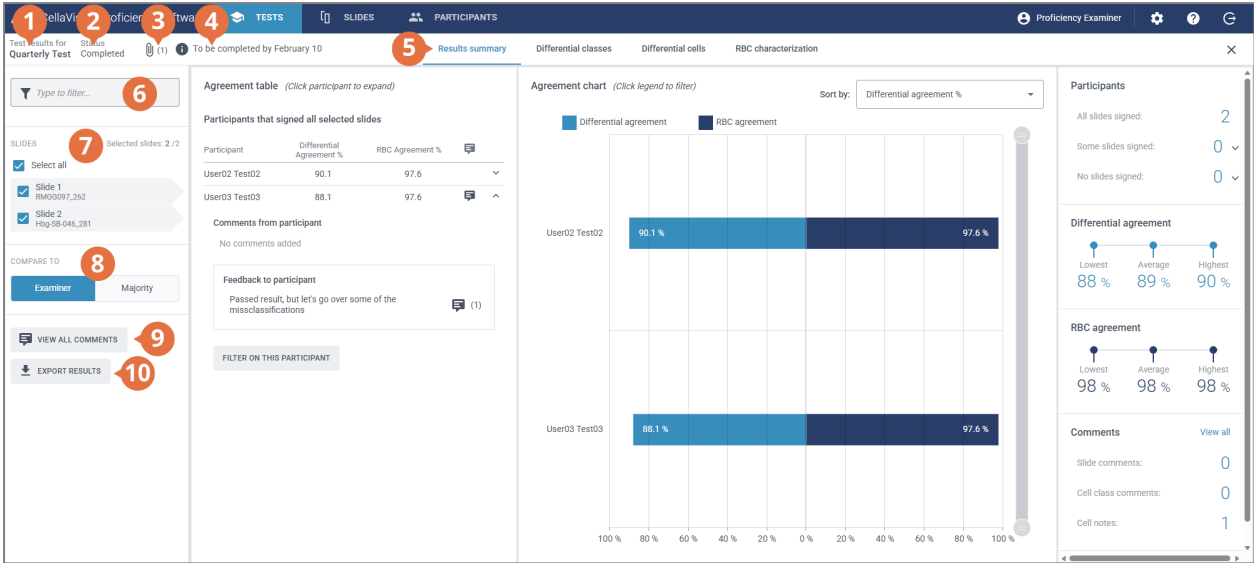 TESTS
SLIDES
PARTICIPANTS
Proficiency Examiner
1
2
3
4
5
Test results for
Quarterly Test
Status
Completed
(1)
To be completed by February 10
Results summary
Differential classes
Differential cells
RBC characterization
Type to filter...
6
SLIDES
7
Selected slides: 2 /2
Select all
Slide 1
RMGG097_262
Slide 2
Hbg-SB-046_281
COMPARE TO
8
Examiner
Majority
VIEW ALL COMMENTS
9
EXPORT RESULTS
10
Agreement table (Click participant to expand)
Participants that signed all selected slides
Participant
Differential
Agreement %
RBC Agreement %
User02 Test02 90.1 97.6
User03 Test03 88.1 97.6
Comments from participant
No comments added
Feedback to participant
Passed result, but let's go over some of the
missclassifications
(1)
FILTER ON THIS PARTICIPANT
Agreement chart (Click legend to filter)
Sort by:
Differential agreement %
Differential agreement
RBC agreement
User02 Test02
90.1 %
97.6 %
User03 Test03
88.1 %
97.6 %
100 % 80 % 60 % 40 % 20 % 0 % 20 % 40 % 60 % 80 % 100 %
Participants
All slides signed: 2
Some slides signed: 0
No slides signed: 0
Differential agreement
Lowest Average Highest
88 % 89 % 90 %
RBC agreement
Lowest Average Highest
98 % 98 % 98 %
Comments
View all
Slide comments: 0
Cell class comments: 0
Cell notes: 1